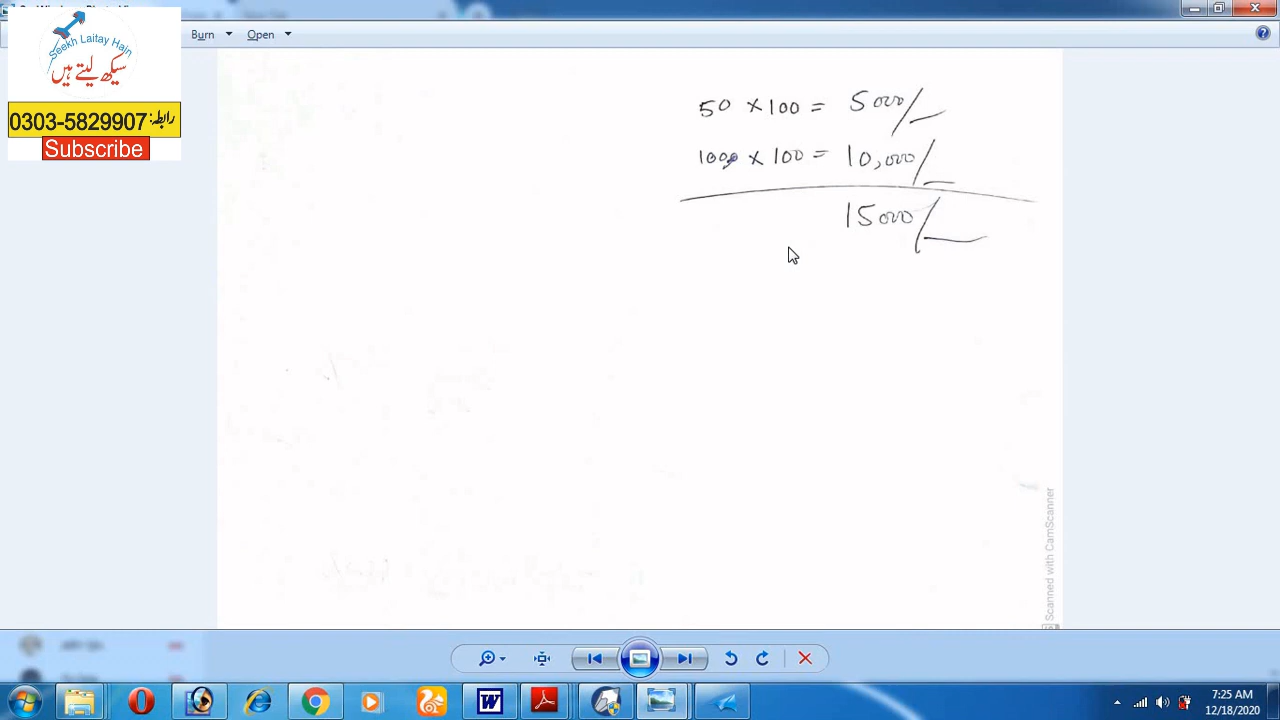 Burn Open
Seekh Laitay Hain
سیکھ لیتے ہیں
0303-5829907 رابطہ:
Subscribe
50 × 100 = 5000/—
100 × 100 = 10,000/—
15000/—
Scanned with CamScanner
7:25 AM
12/18/2020